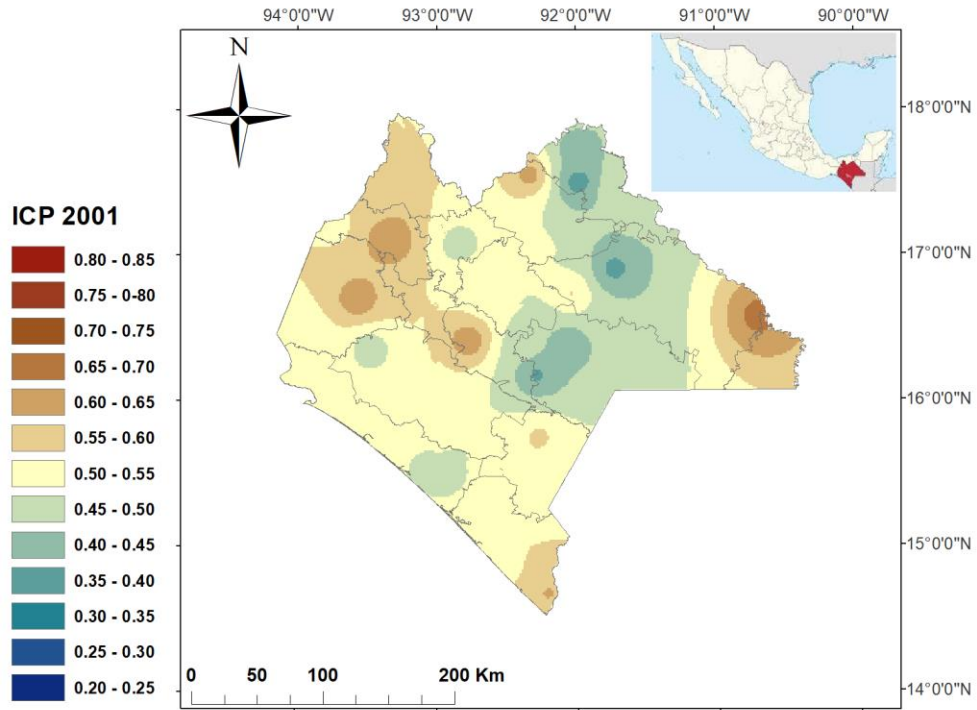 94°0'0"W 93°0'0"W 92°0'0"W 91°0'0"W 90°0'0"W
N
18°0'0"N
17°0'0"N
16°0'0"N
15°0'0"N
14°0'0"N
ICP 2001
0.80 - 0.85
0.75 - 0-80
0.70 - 0.75
0.65 - 0.70
0.60 - 0.65
0.55 - 0.60
0.50 - 0.55
0.45 - 0.50
0.40 - 0.45
0.35 - 0.40
0.30 - 0.35
0.25 - 0.30
0.20 - 0.25
0 50 100 200 Km